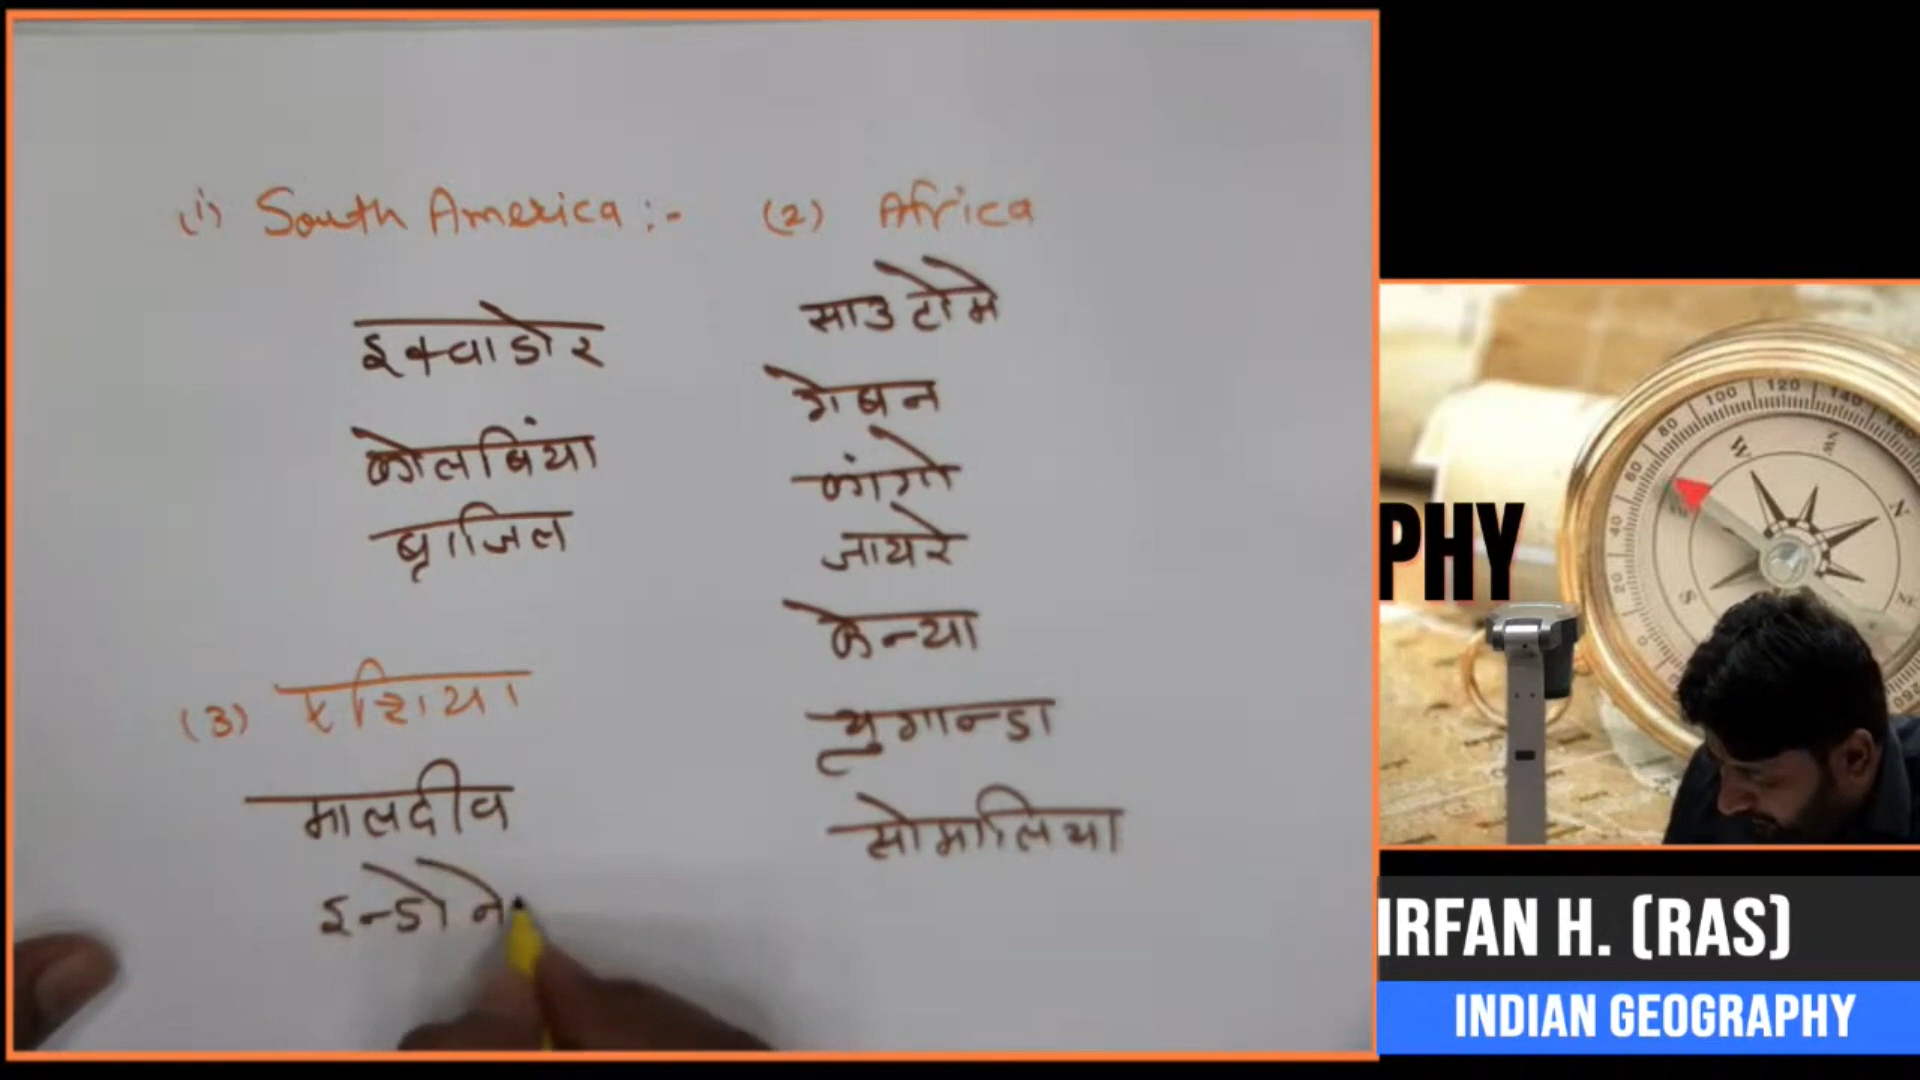 (1) South America :-
इक्वाडोर
कोलबिंया
ब्राजिल
(2) Africa
साउटोमे
गेबन
कांगो
जायरे
केन्या
युगान्डा
सोमालिया
(3) एशिया
मालदीव
इन्डोने
PHY
IRFAN H. (RAS)
INDIAN GEOGRAPHY